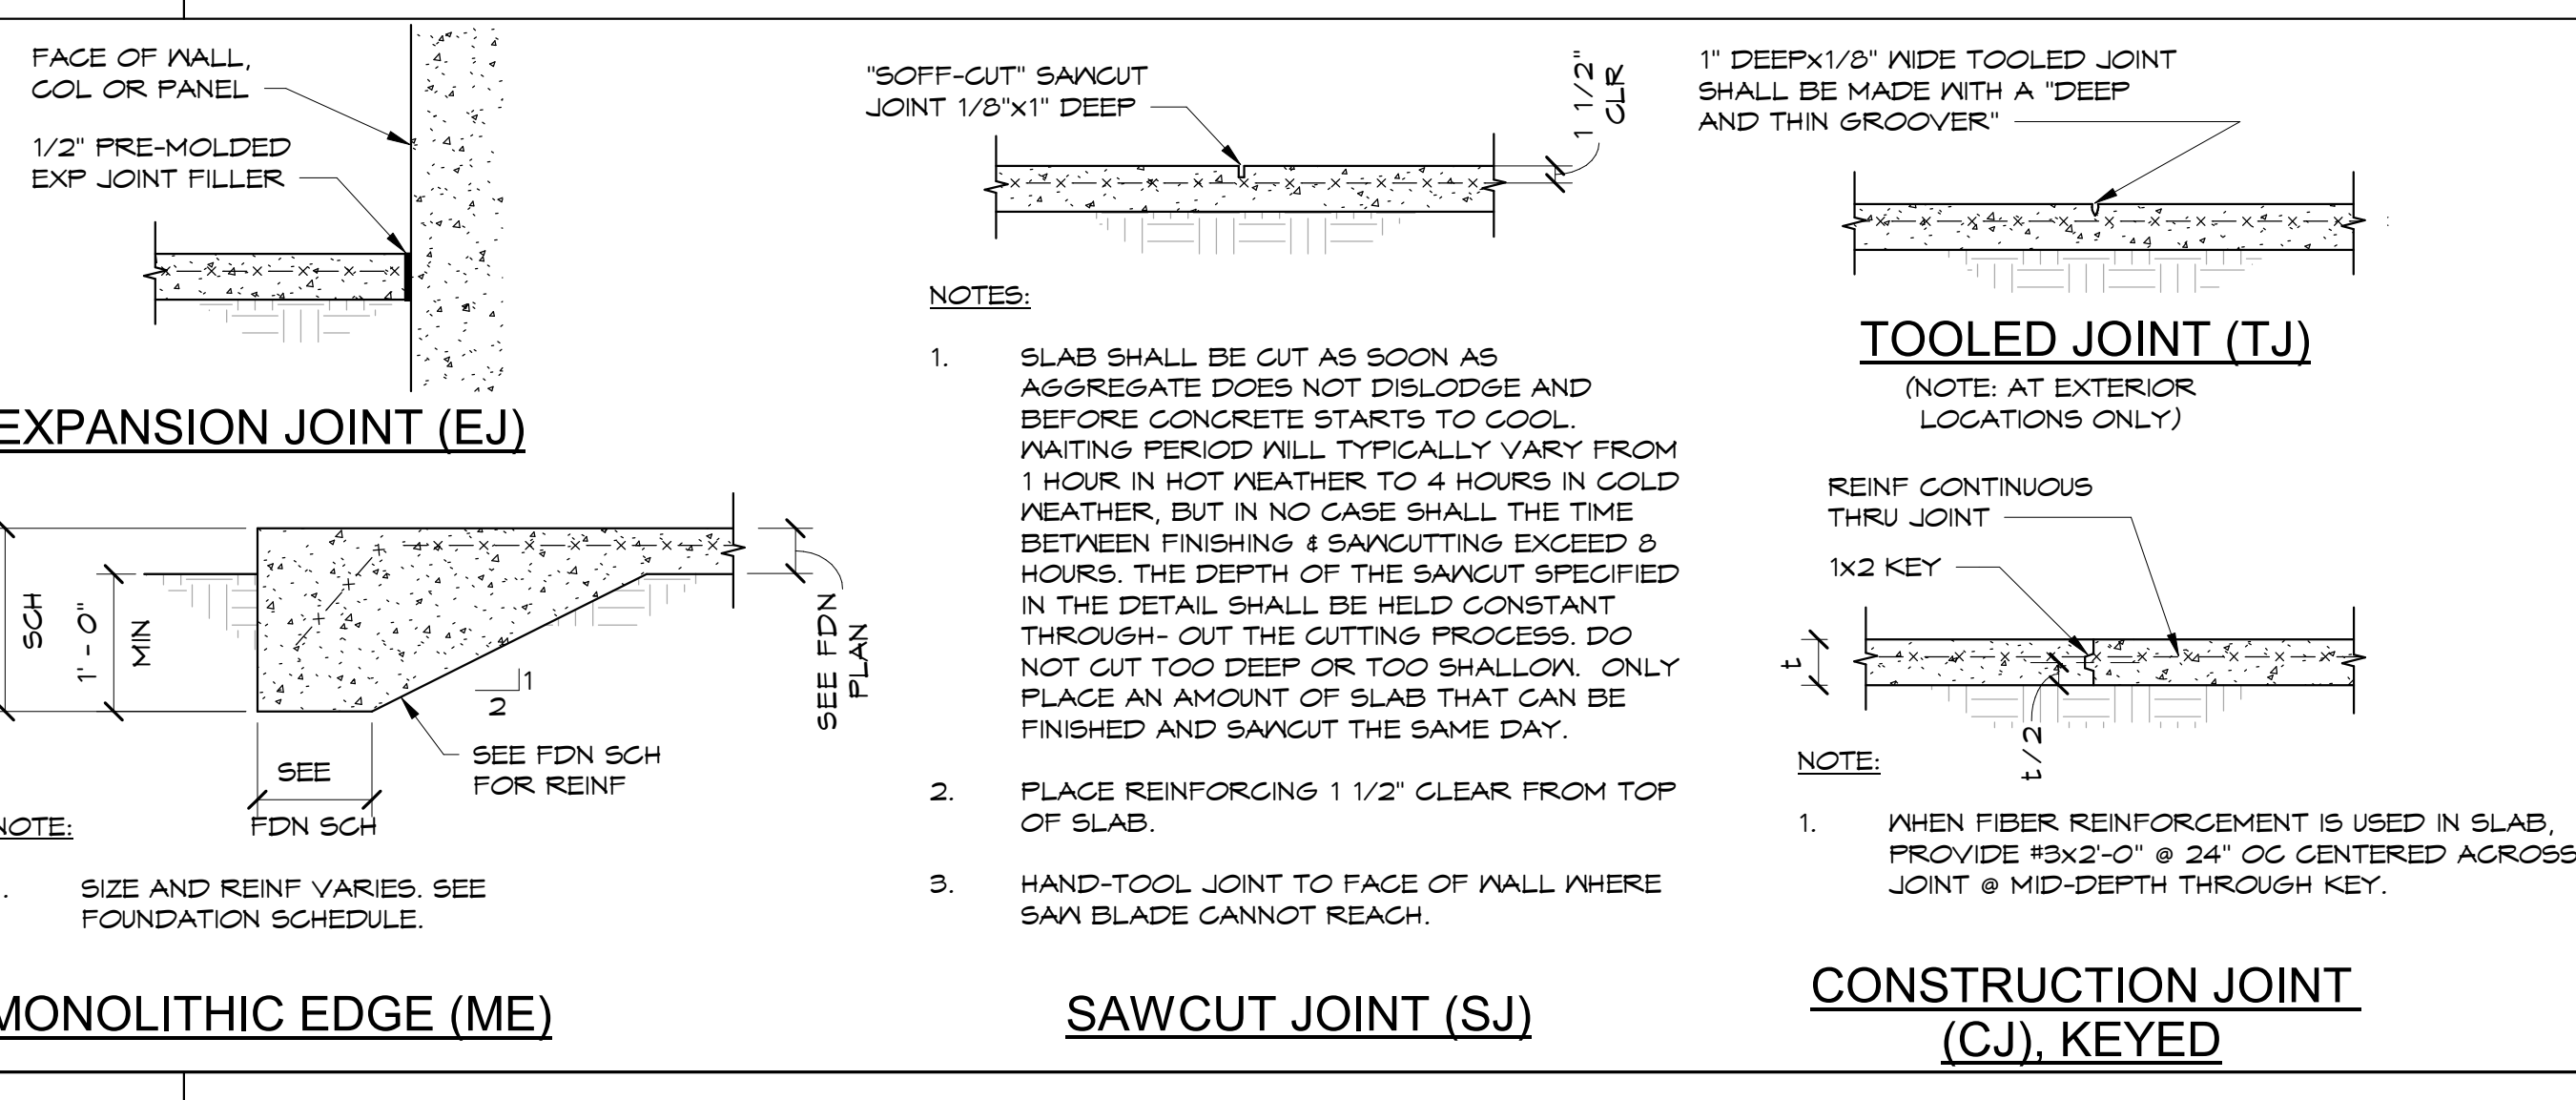 FACE OF WALL,
COL OR PANEL
1/2" PRE-MOLDED
EXP JOINT FILLER
EXPANSION JOINT (EJ)
SCH
1' - 0"
MIN
1
2
SEE FDN
PLAN
SEE
FDN SCH
SEE FDN SCH
FOR REINF
NOTE:
SIZE AND REINF VARIES. SEE
FOUNDATION SCHEDULE.
MONOLITHIC EDGE (ME)
"SOFF-CUT" SAWCUT
JOINT 1/8"x1" DEEP
1 1/2"
CLR
NOTES:
1. SLAB SHALL BE CUT AS SOON AS
AGGREGATE DOES NOT DISLODGE AND
BEFORE CONCRETE STARTS TO COOL.
WAITING PERIOD WILL TYPICALLY VARY FROM
1 HOUR IN HOT WEATHER TO 4 HOURS IN COLD
WEATHER, BUT IN NO CASE SHALL THE TIME
BETWEEN FINISHING & SAWCUTTING EXCEED 8
HOURS. THE DEPTH OF THE SAWCUT SPECIFIED
IN THE DETAIL SHALL BE HELD CONSTANT
THROUGH- OUT THE CUTTING PROCESS. DO
NOT CUT TOO DEEP OR TOO SHALLOW. ONLY
PLACE AN AMOUNT OF SLAB THAT CAN BE
FINISHED AND SAWCUT THE SAME DAY.
2. PLACE REINFORCING 1 1/2" CLEAR FROM TOP
OF SLAB.
3. HAND-TOOL JOINT TO FACE OF WALL WHERE
SAW BLADE CANNOT REACH.
SAWCUT JOINT (SJ)
1" DEEPx1/8" WIDE TOOLED JOINT
SHALL BE MADE WITH A "DEEP
AND THIN GROOVER"
TOOLED JOINT (TJ)
(NOTE: AT EXTERIOR
LOCATIONS ONLY)
REINF CONTINUOUS
THRU JOINT
1x2 KEY
t
t/2
NOTE:
1. WHEN FIBER REINFORCEMENT IS USED IN SLAB,
PROVIDE #3x2'-0" @ 24" OC CENTERED ACROSS
JOINT @ MID-DEPTH THROUGH KEY.
CONSTRUCTION JOINT
(CJ), KEYED